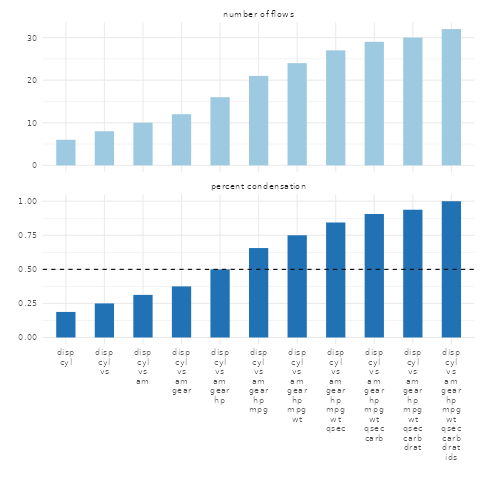 number of flows
30
20
10
0
percent condensation
1.00
0.75
0.50
0.25
0.00
disp
cyl
disp
cyl
vs
disp
cyl
vs
am
disp
cyl
vs
am
gear
disp
cyl
vs
am
gear
hp
disp
cyl
vs
am
gear
hp
mpg
disp
cyl
vs
am
gear
hp
mpg
wt
disp
cyl
vs
am
gear
hp
mpg
wt
qsec
disp
cyl
vs
am
gear
hp
mpg
wt
qsec
carb
disp
cyl
vs
am
gear
hp
mpg
wt
qsec
carb
drat
disp
cyl
vs
am
gear
hp
mpg
wt
qsec
carb
drat
ids